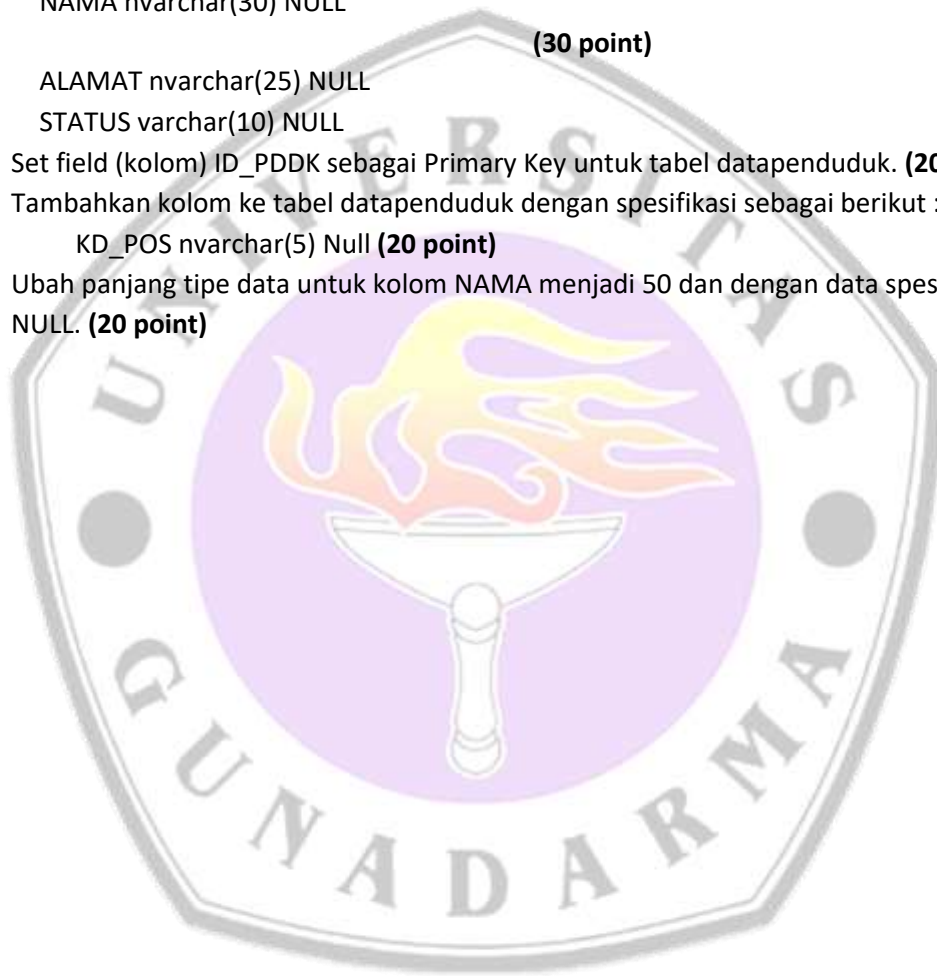 NAMA nvarchar(30) NULL
(30 point)
ALAMAT nvarchar(25) NULL
STATUS varchar(10) NULL
Set field (kolom) ID_PDDK sebagai Primary Key untuk tabel datapenduduk. (20
Tambahkan kolom ke tabel datapenduduk dengan spesifikasi sebagai berikut :
KD_POS nvarchar(5) Null (20 point)
Ubah panjang tipe data untuk kolom NAMA menjadi 50 dan dengan data spes
NULL. (20 point)
UNIVERSITAS
GUNADARMA